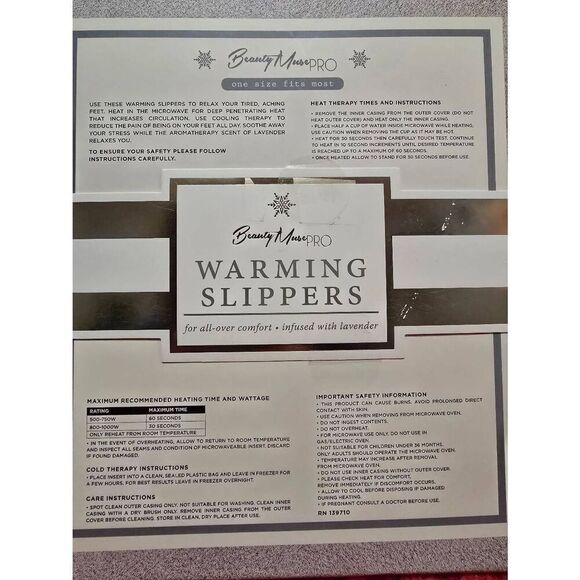 Beauty Muse PRO
one size fits most
USE THESE WARMING SLIPPERS TO RELAX YOUR TIRED, ACHING
FEET. HEAT IN THE MICROWAVE FOR DEEP PENETRATING HEAT
THAT INCREASES CIRCULATION. USE COOLING THERAPY TO
REDUCE THE PAIN OF BEING ON YOUR FEET ALL DAY. SOOTHE AWAY
YOUR STRESS WHILE THE AROMATHERAPY SCENT OF LAVENDER
RELAXES YOU.
TO ENSURE YOUR SAFETY PLEASE FOLLOW
INSTRUCTIONS CAREFULLY.
HEAT THERAPY TIMES AND INSTRUCTIONS
• REMOVE THE INNER CASING FROM THE OUTER COVER (DO NOT
HEAT OUTER COVER) AND HEAT ONLY THE INNER CASING.
• PLACE HALF A CUP OF WATER INSIDE MICROWAVE WHILE HEATING,
USE CAUTION WHEN REMOVING THE CUP AS IT MAY BE HOT.
• HEAT FOR 30 SECONDS THEN CAREFULLY TOUCH TEST. CONTINUE
TO HEAT IN 10 SECOND INCREMENTS UNTIL DESIRED TEMPERATURE
IS REACHED UP TO A MAXIMUM OF 60 SECONDS.
• ONCE HEATED ALLOW TO STAND FOR 30 SECONDS BEFORE USE.
Beauty Muse PRO
WARMING
SLIPPERS
for all-over comfort • infused with lavender
MAXIMUM RECOMMENDED HEATING TIME AND WATTAGE
RATING MAXIMUM TIME
500-750W 60 SECONDS
800-1000W 30 SECONDS
ONLY REHEAT FROM ROOM TEMPERATURE
• IN THE EVENT OF OVERHEATING, ALLOW TO RETURN TO ROOM TEMPERATURE
AND INSPECT ALL SEAMS AND CONDITION OF MICROWAVEABLE INSERT. DISCARD
IF FOUND DAMAGED.
COLD THERAPY INSTRUCTIONS
• PLACE INSERT INTO A CLEAN, SEALED PLASTIC BAG AND LEAVE IN FREEZER FOR
A FEW HOURS. FOR BEST RESULTS LEAVE IN FREEZER OVERNIGHT.
CARE INSTRUCTIONS
• SPOT CLEAN OUTER CASING ONLY. NOT SUITABLE FOR WASHING. CLEAN INNER
CASING WITH A DRY BRUSH ONLY. REMOVE INNER CASING FROM THE OUTER
COVER BEFORE CLEANING. STORE IN CLEAN, DRY PLACE AFTER USE.
IMPORTANT SAFETY INFORMATION
• THIS PRODUCT CAN CAUSE BURNS. AVOID PROLONGED DIRECT
CONTACT WITH SKIN.
• USE CAUTION WHEN REMOVING FROM MICROWAVE OVEN.
• DO NOT INGEST CONTENTS.
• DO NOT OVERHEAT.
• FOR MICROWAVE USE ONLY. DO NOT USE IN
GAS/ELECTRIC OVEN.
NOT SUITABLE FOR CHILDREN UNDER 36 MONTHS.
ONLY ADULTS SHOULD OPERATE THE MICROWAVE OVEN.
• TEMPERATURE MAY INCREASE AFTER REMOVAL
FROM MICROWAVE OVEN.
• DO NOT USE INNER CASING WITHOUT OUTER COVER.
• PLEASE CHECK HEAT FOR COMFORT,
REMOVE IMMEDIATELY IF DISCOMFORT OCCURS.
• ALLOW TO COOL BEFORE DISPOSING IF DAMAGED
DURING HEATING.
• IF PREGNANT CONSULT A DOCTOR BEFORE USE.
RN 139710